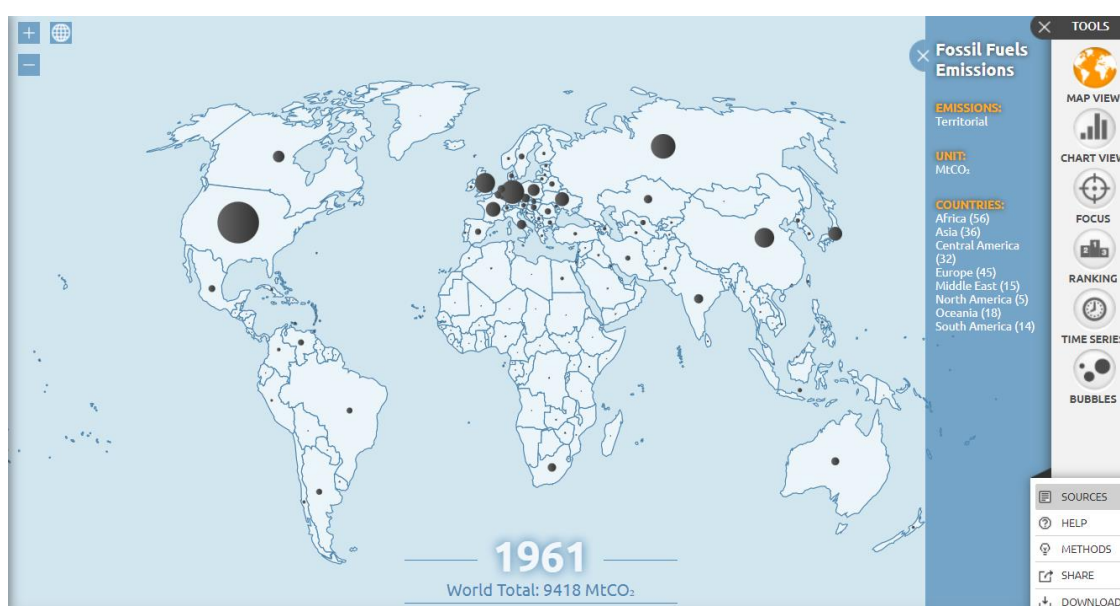 +
−
Fossil Fuels
Emissions
EMISSIONS:
Territorial
UNIT:
MtCO₂
COUNTRIES:
Africa (56)
Asia (36)
Central America
(32)
Europe (45)
Middle East (15)
North America (5)
Oceania (18)
South America (14)
TOOLS
MAP VIEW
CHART VIEW
FOCUS
RANKING
TIME SERIES
BUBBLES
SOURCES
HELP
METHODS
SHARE
DOWNLOAD
1961
World Total: 9418 MtCO₂